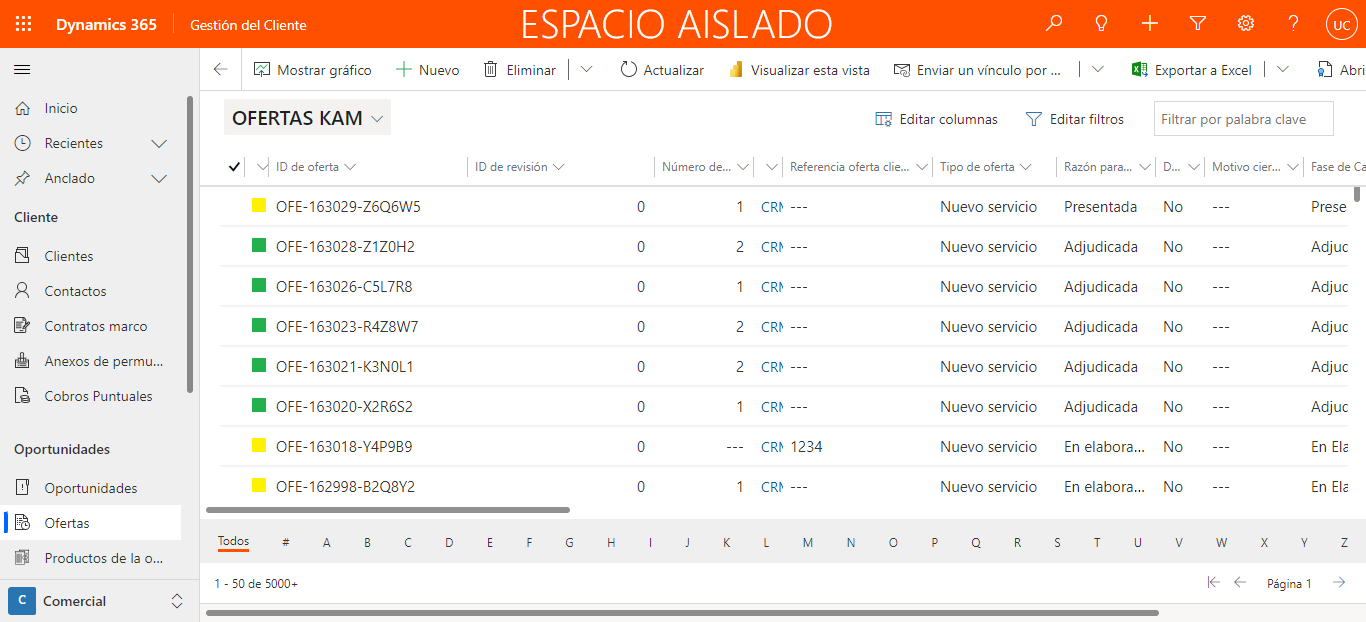 Dynamics 365 Gestión del Cliente ESPACIO AISLADO UC
Mostrar gráfico Nuevo Eliminar Actualizar Visualizar esta vista Enviar un vínculo por ... Exportar a Excel Abri
Inicio
Recientes
Anclado
Cliente
Clientes
Contactos
Contratos marco
Anexos de permu...
Cobros Puntuales
Oportunidades
Oportunidades
Ofertas
Productos de la o...
C Comercial
OFERTAS KAM Editar columnas Editar filtros Filtrar por palabra clave
ID de oferta ID de revisión Número de... Referencia oferta clie... Tipo de oferta Razón para... D... Motivo cier... Fase de Ca
OFE-163029-Z6Q6W5 0 1 CRM --- Nuevo servicio Presentada No --- Prese
OFE-163028-Z1Z0H2 0 2 CRM --- Nuevo servicio Adjudicada No --- Adjuc
OFE-163026-C5L7R8 0 1 CRM --- Nuevo servicio Adjudicada No --- Adjuc
OFE-163023-R4Z8W7 0 2 CRM --- Nuevo servicio Adjudicada No --- Adjuc
OFE-163021-K3N0L1 0 2 CRM --- Nuevo servicio Adjudicada No --- Adjuc
OFE-163020-X2R6S2 0 1 CRM --- Nuevo servicio Adjudicada No --- Adjuc
OFE-163018-Y4P9B9 0 --- CRM 1234 Nuevo servicio En elabora... No --- En Ela
OFE-162998-B2Q8Y2 0 1 CRM --- Nuevo servicio En elabora... No --- En Ela
Todos # A B C D E F G H I J K L M N O P Q R S T U V W X Y Z
1 - 50 de 5000+ Página 1